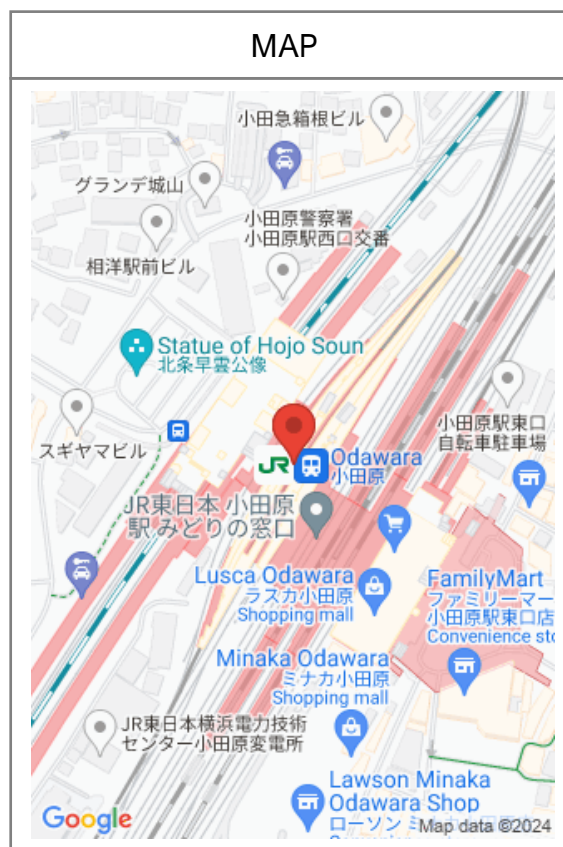 MAP
小田急箱根ビル
グランデ城山
小田原警察署
小田原駅西口交番
相洋駅前ビル
Statue of Hojo Soun
北条早雲公像
スギヤマビル
小田原駅東口
自転車駐車場
JR
Odawara
小田原
JR東日本 小田原
駅 みどりの窓口
Lusca Odawara
ラスカ小田原
Shopping mall
FamilyMart
ファミリーマー
小田原駅東口店
Convenience sto
Minaka Odawara
ミナカ小田原
Shopping mall
JR東日本横浜電力技術
センター小田原変電所
Lawson Minaka
Odawara Shop
ローソン
Google
Map data ©2024